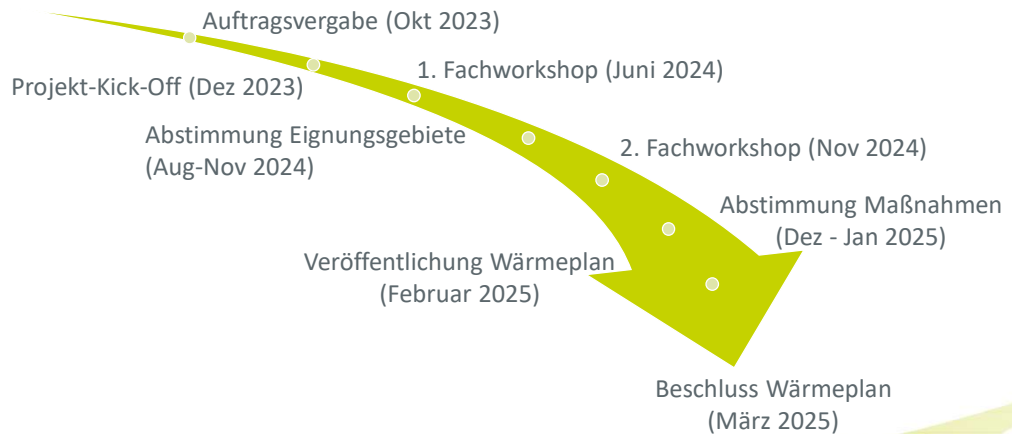 Auftragsvergabe (Okt 2023)
Projekt-Kick-Off (Dez 2023)
1. Fachworkshop (Juni 2024)
Abstimmung Eignungsgebiete
(Aug-Nov 2024)
2. Fachworkshop (Nov 2024)
Abstimmung Maßnahmen
(Dez - Jan 2025)
Veröffentlichung Wärmeplan
(Februar 2025)
Beschluss Wärmeplan
(März 2025)